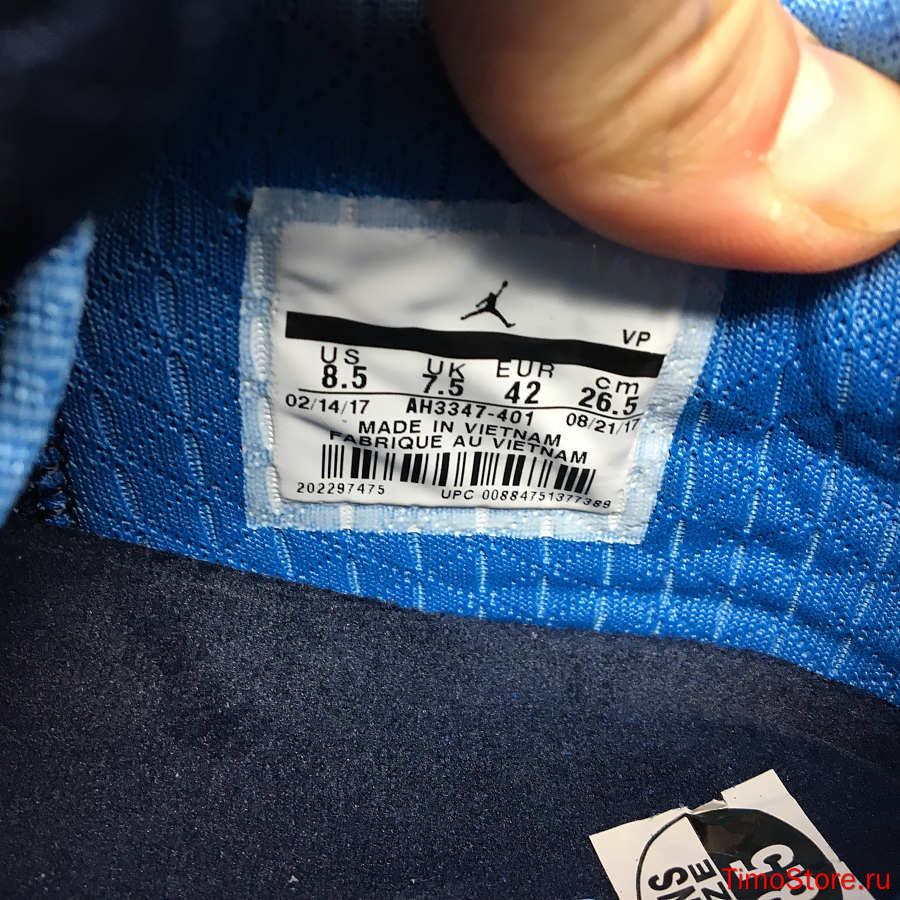 VP
US UK EUR cm
8.5 7.5 42 26.5
02/14/17 AH3347-401 08/21/17
MADE IN VIETNAM
FABRIQUE AU VIETNAM
202297475 UPC 00884751377389
TimoStore.ru